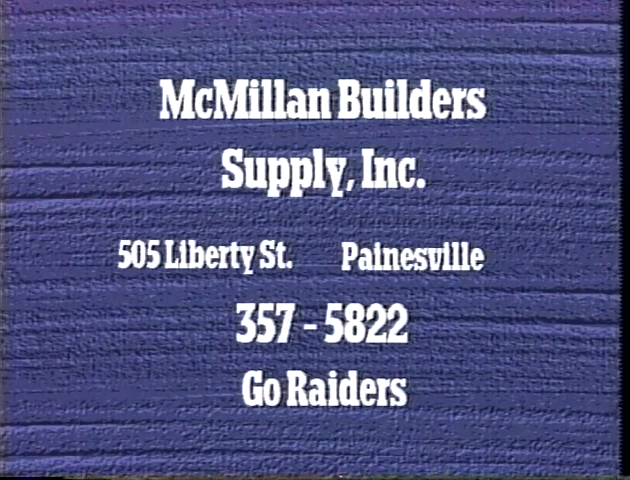 McMillan Builders
Supply, Inc.
505 Liberty St. Painesville
357 - 5822
Go Raiders